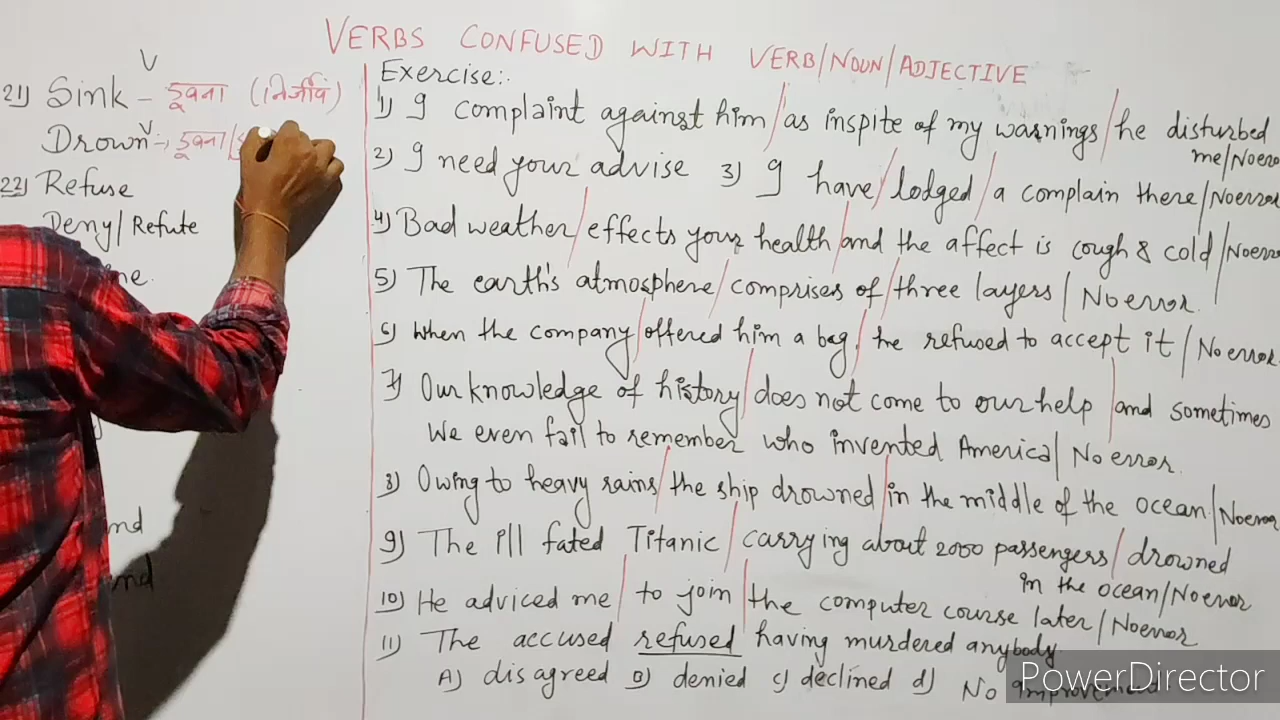 VERBS CONFUSED WITH VERB/NOUN/ADJECTIVE
V
21) Sink - डूबना (निर्जीव)
V
Drown - डूबना/
22) Refuse
Deny/Refute
ne.
nd
nd
Exercise:-
1) I complaint against him/as inspite of my warnings/he disturbed
me/No erro
2) I need your advise 3) I have/lodged/a complain there/No error
4) Bad weather/effects your health/and the affect is cough & cold/No erro
5) The earth's atmosphere/comprises of/three layers/No error.
6) When the company/offered him a bag,/he refused to accept it/No error.
7) Our knowledge of history/does not come to our help/and sometimes
We even fail to remember who invented America/No error.
8) Owing to heavy rains/the ship drowned/in the middle of the ocean/No error
9) The ill fated Titanic/carrying about 2000 passengers/drowned
in the ocean/No error
10) He adviced me/to join/the computer course later/No error
11) The accused refused having murdered anybody
A) disagreed B) denied c) declined d) No improvement.
PowerDirector